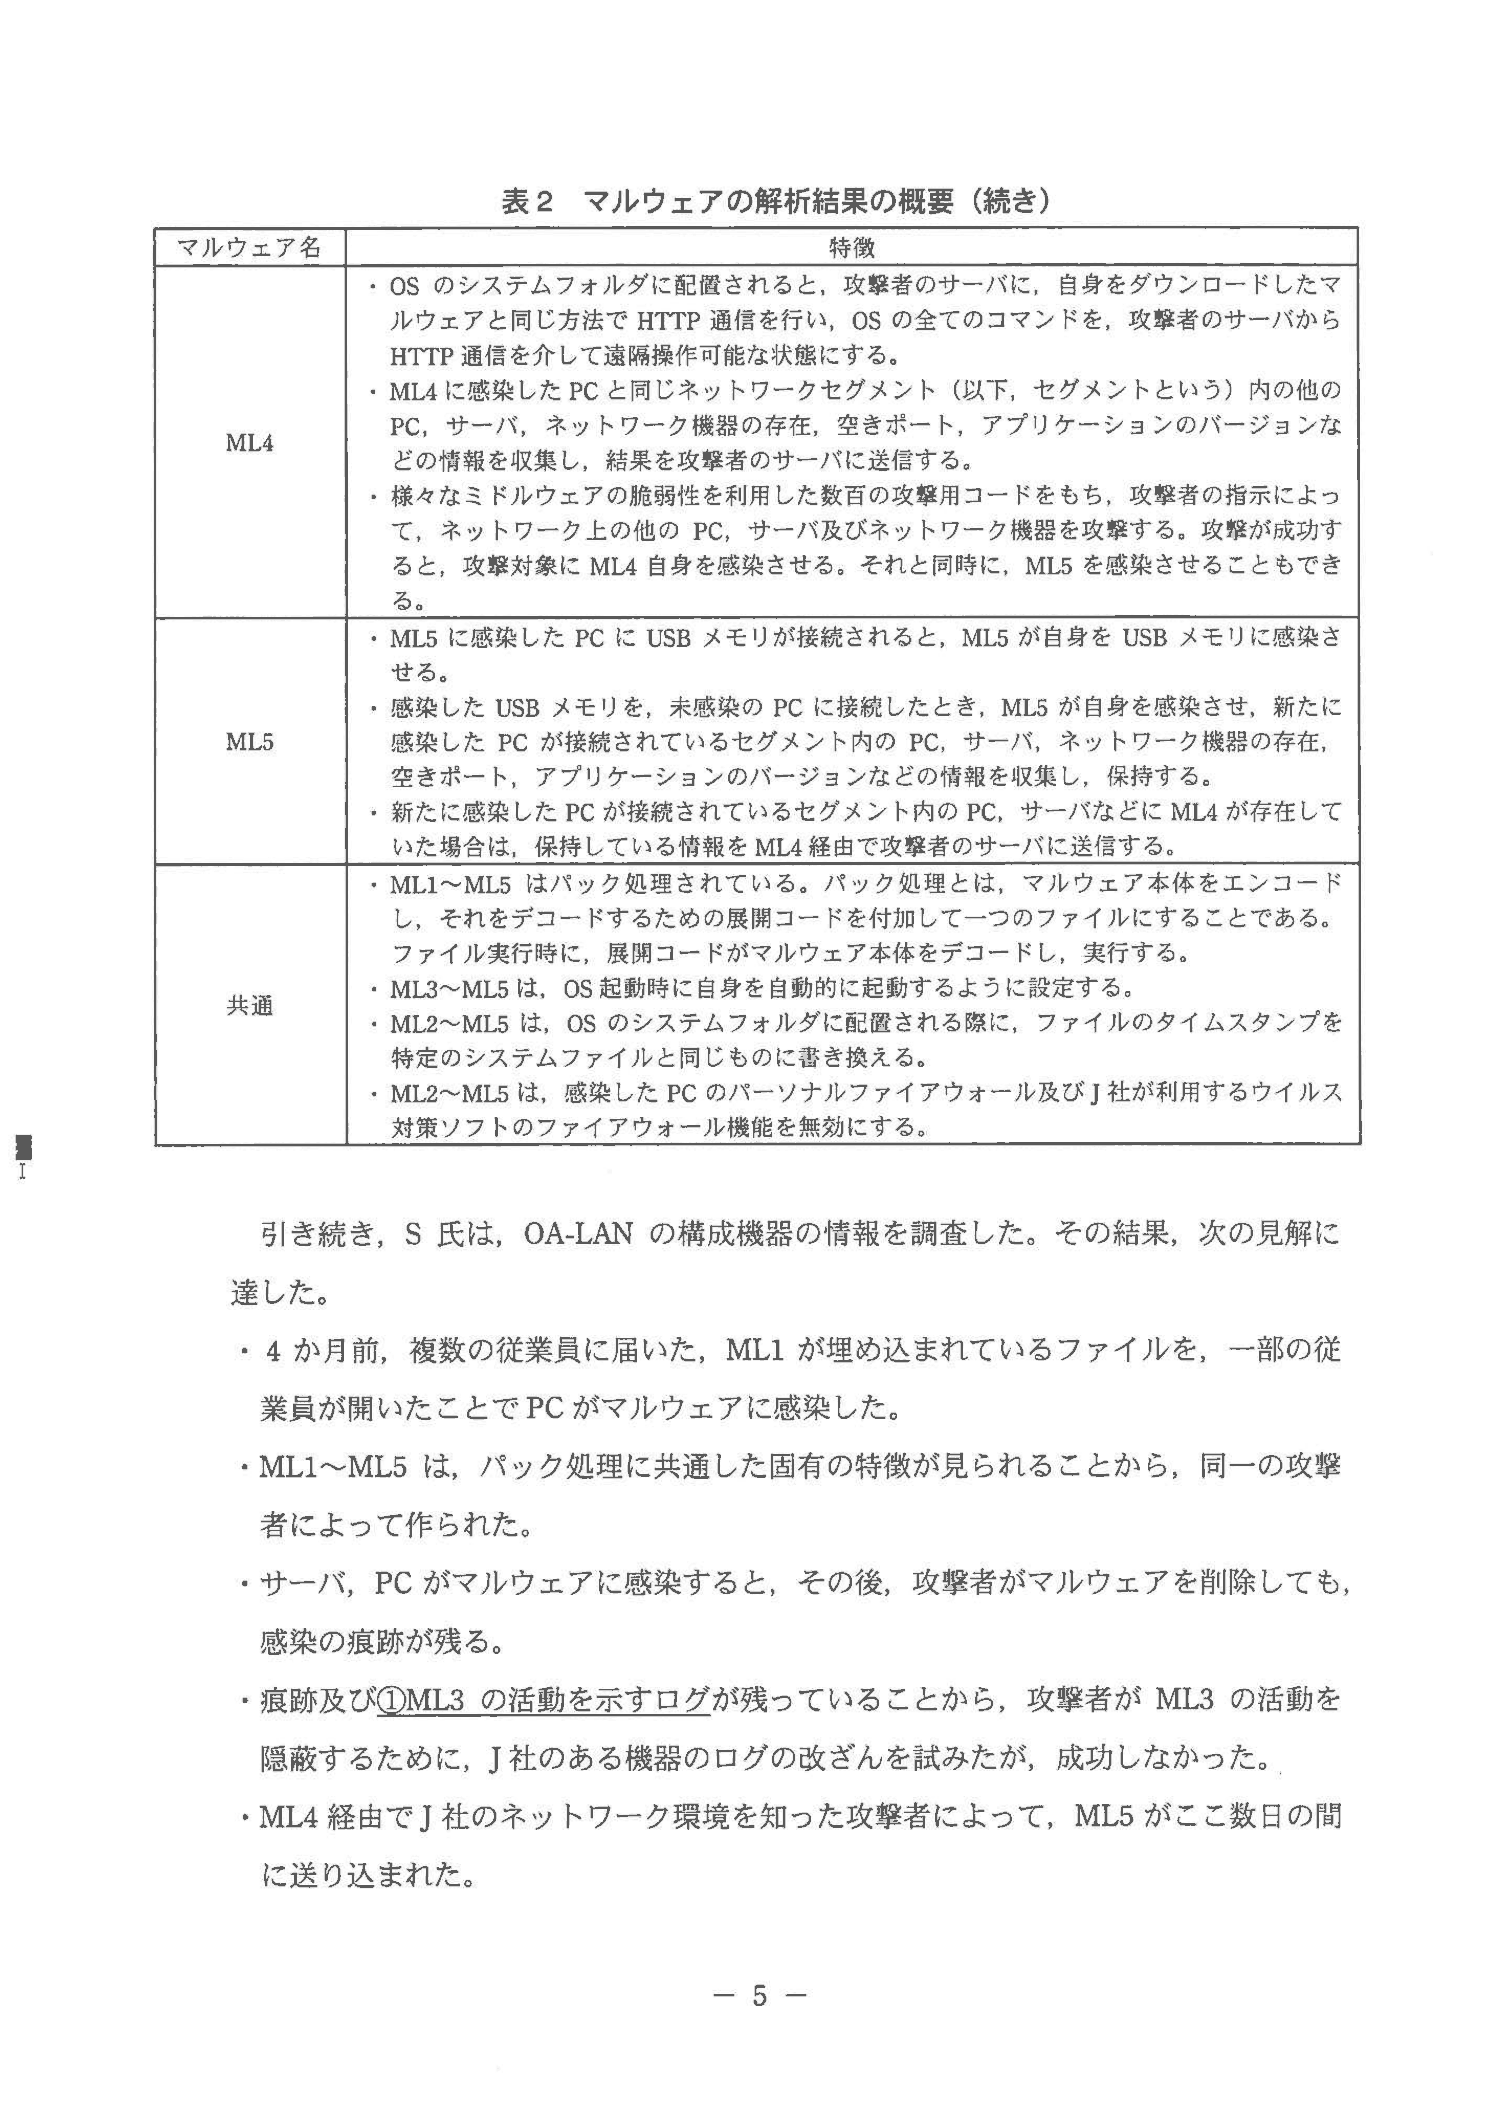 表2 マルウェアの解析結果の概要（続き）
マルウェア名
特徴
ML4
・OS のシステムフォルダに配置されると，攻撃者のサーバに，自身をダウンロードしたマ
ルウェアと同じ方法で HTTP 通信を行い，OS の全てのコマンドを，攻撃者のサーバから
HTTP 通信を介して遠隔操作可能な状態にする。
・ML4 に感染した PC と同じネットワークセグメント（以下，セグメントという）内の他の
PC，サーバ，ネットワーク機器の存在，空きポート，アプリケーションのバージョンな
どの情報を収集し，結果を攻撃者のサーバに送信する。
・様々なミドルウェアの脆弱性を利用した数百の攻撃用コードをもち，攻撃者の指示によっ
て，ネットワーク上の他の PC，サーバ及びネットワーク機器を攻撃する。攻撃が成功す
ると，攻撃対象に ML4 自身を感染させる。それと同時に，ML5 を感染させることもでき
る。
ML5
・ML5 に感染した PC に USB メモリが接続されると，ML5 が自身を USB メモリに感染さ
せる。
・感染した USB メモリを，未感染の PC に接続したとき，ML5 が自身を感染させ，新たに
感染した PC が接続されているセグメント内の PC，サーバ，ネットワーク機器の存在，
空きポート，アプリケーションのバージョンなどの情報を収集し，保持する。
・新たに感染した PC が接続されているセグメント内の PC，サーバなどに ML4 が存在して
いた場合は，保持している情報を ML4 経由で攻撃者のサーバに送信する。
共通
・ML1～ML5 はパック処理されている。パック処理とは，マルウェア本体をエンコード
し，それをデコードするための展開コードを付加して一つのファイルにすることである。
ファイル実行時に，展開コードがマルウェア本体をデコードし，実行する。
・ML3～ML5 は，OS 起動時に自身を自動的に起動するように設定する。
・ML2～ML5 は，OS のシステムフォルダに配置される際に，ファイルのタイムスタンプを
特定のシステムファイルと同じものに書き換える。
・ML2～ML5 は，感染した PC のパーソナルファイアウォール及び J 社が利用するウイルス
対策ソフトのファイアウォール機能を無効にする。
I
引き続き，S 氏は，OA-LAN の構成機器の情報を調査した。その結果，次の見解に
達した。
・4 か月前，複数の従業員に届いた，ML1 が埋め込まれているファイルを，一部の従
業員が開いたことで PC がマルウェアに感染した。
・ML1～ML5 は，パック処理に共通した固有の特徴が見られることから，同一の攻撃
者によって作られた。
・サーバ，PC がマルウェアに感染すると，その後，攻撃者がマルウェアを削除しても，
感染の痕跡が残る。
・痕跡及び①ML3 の活動を示すログが残っていることから，攻撃者が ML3 の活動を
隠蔽するために，J 社のある機器のログの改ざんを試みたが，成功しなかった。
・ML4 経由で J 社のネットワーク環境を知った攻撃者によって，ML5 がここ数日の間
に送り込まれた。
－ 5 －